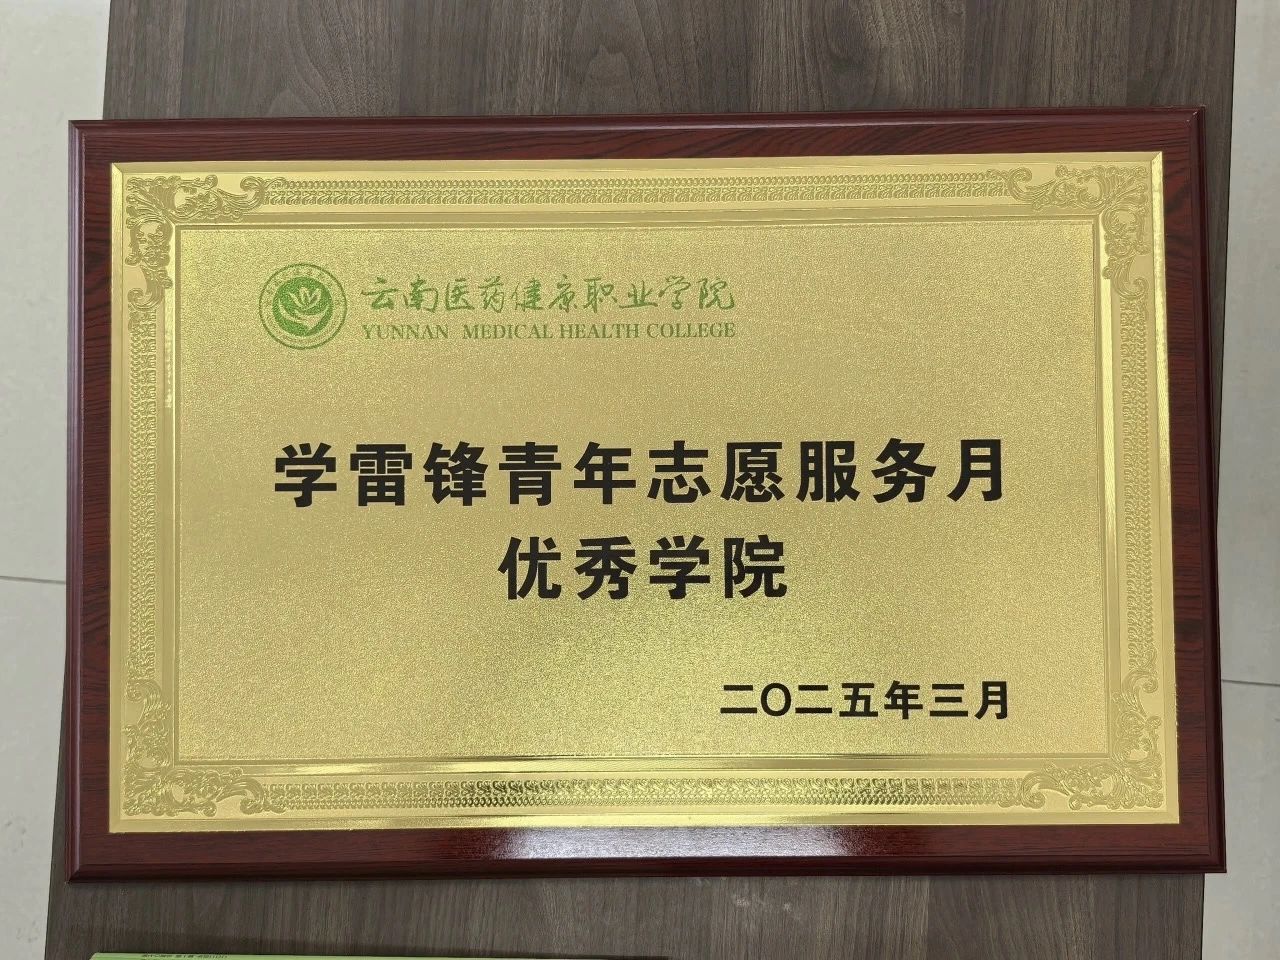 云南医药健康职业学院
YUNNAN MEDICAL HEALTH COLLEGE
学雷锋青年志愿服务月
优秀学院
二〇二五年三月